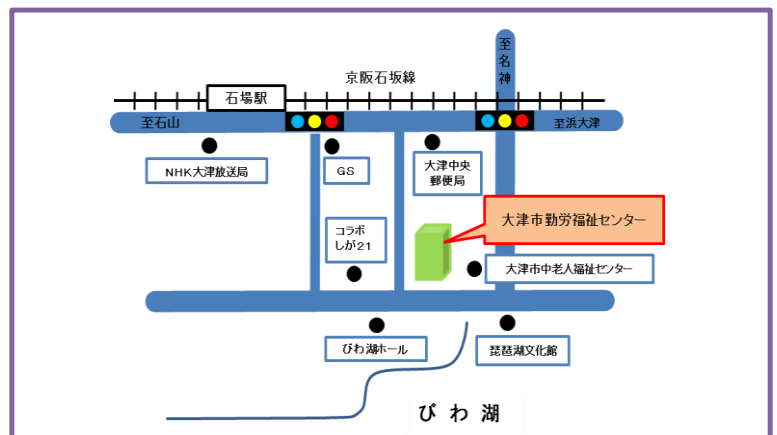 至
名
神
京阪石坂線
石場駅
至石山
至浜大津
NHK大津放送局
GS
大津中央
郵便局
大津市勤労福祉センター
コラボ
しが21
大津市中老人福祉センター
びわ湖ホール
琵琶湖文化館
びわ湖